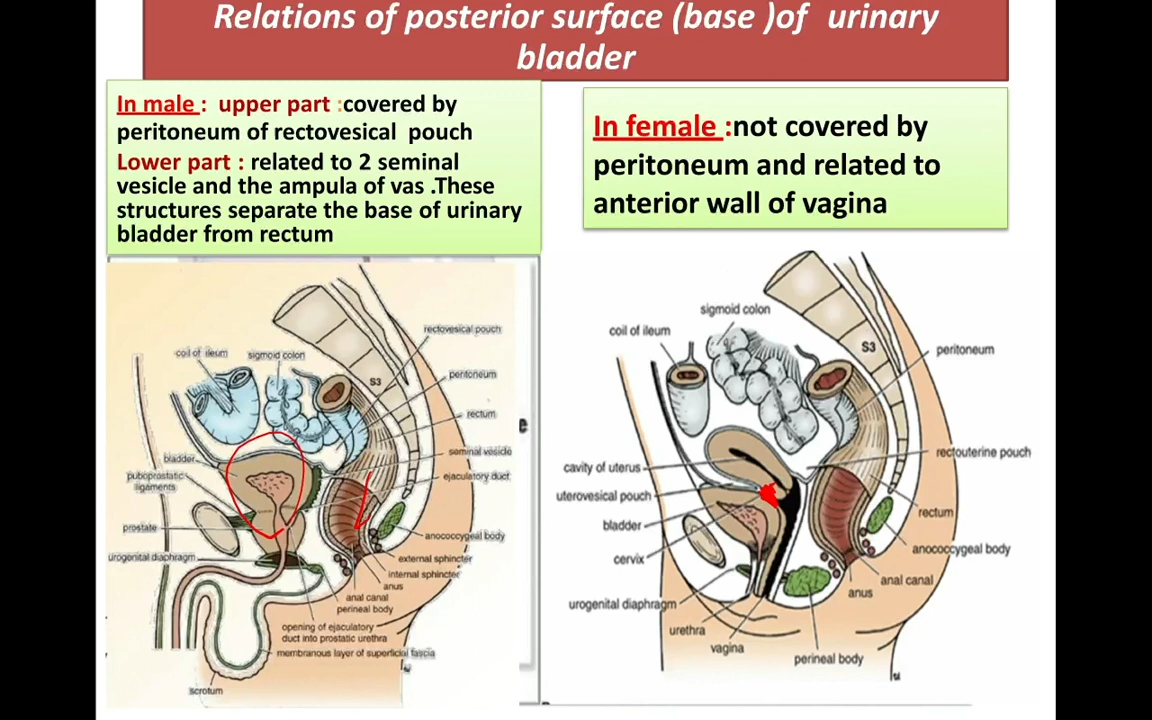 Relations of posterior surface (base )of urinary
bladder
In male : upper part :covered by
peritoneum of rectovesical pouch
Lower part : related to 2 seminal
vesicle and the ampula of vas .These
structures separate the base of urinary
bladder from rectum
In female :not covered by
peritoneum and related to
anterior wall of vagina
rectovesical pouch
coil of ileum
sigmoid colon
S3
peritoneum
rectum
bladder
seminal vesicle
puboprostatic
ligaments
ejaculatory duct
prostate
anococcygeal body
urogenital diaphragm
external sphincter
internal sphincter
anus
anal canal
perineal body
opening of ejaculatory
duct into prostatic urethra
membranous layer of superficial fascia
scrotum
sigmoid colon
coil of ileum
S3
peritoneum
cavity of uterus
rectouterine pouch
uterovesical pouch
bladder
rectum
cervix
anococcygeal body
anal canal
anus
urogenital diaphragm
urethra
vagina
perineal body